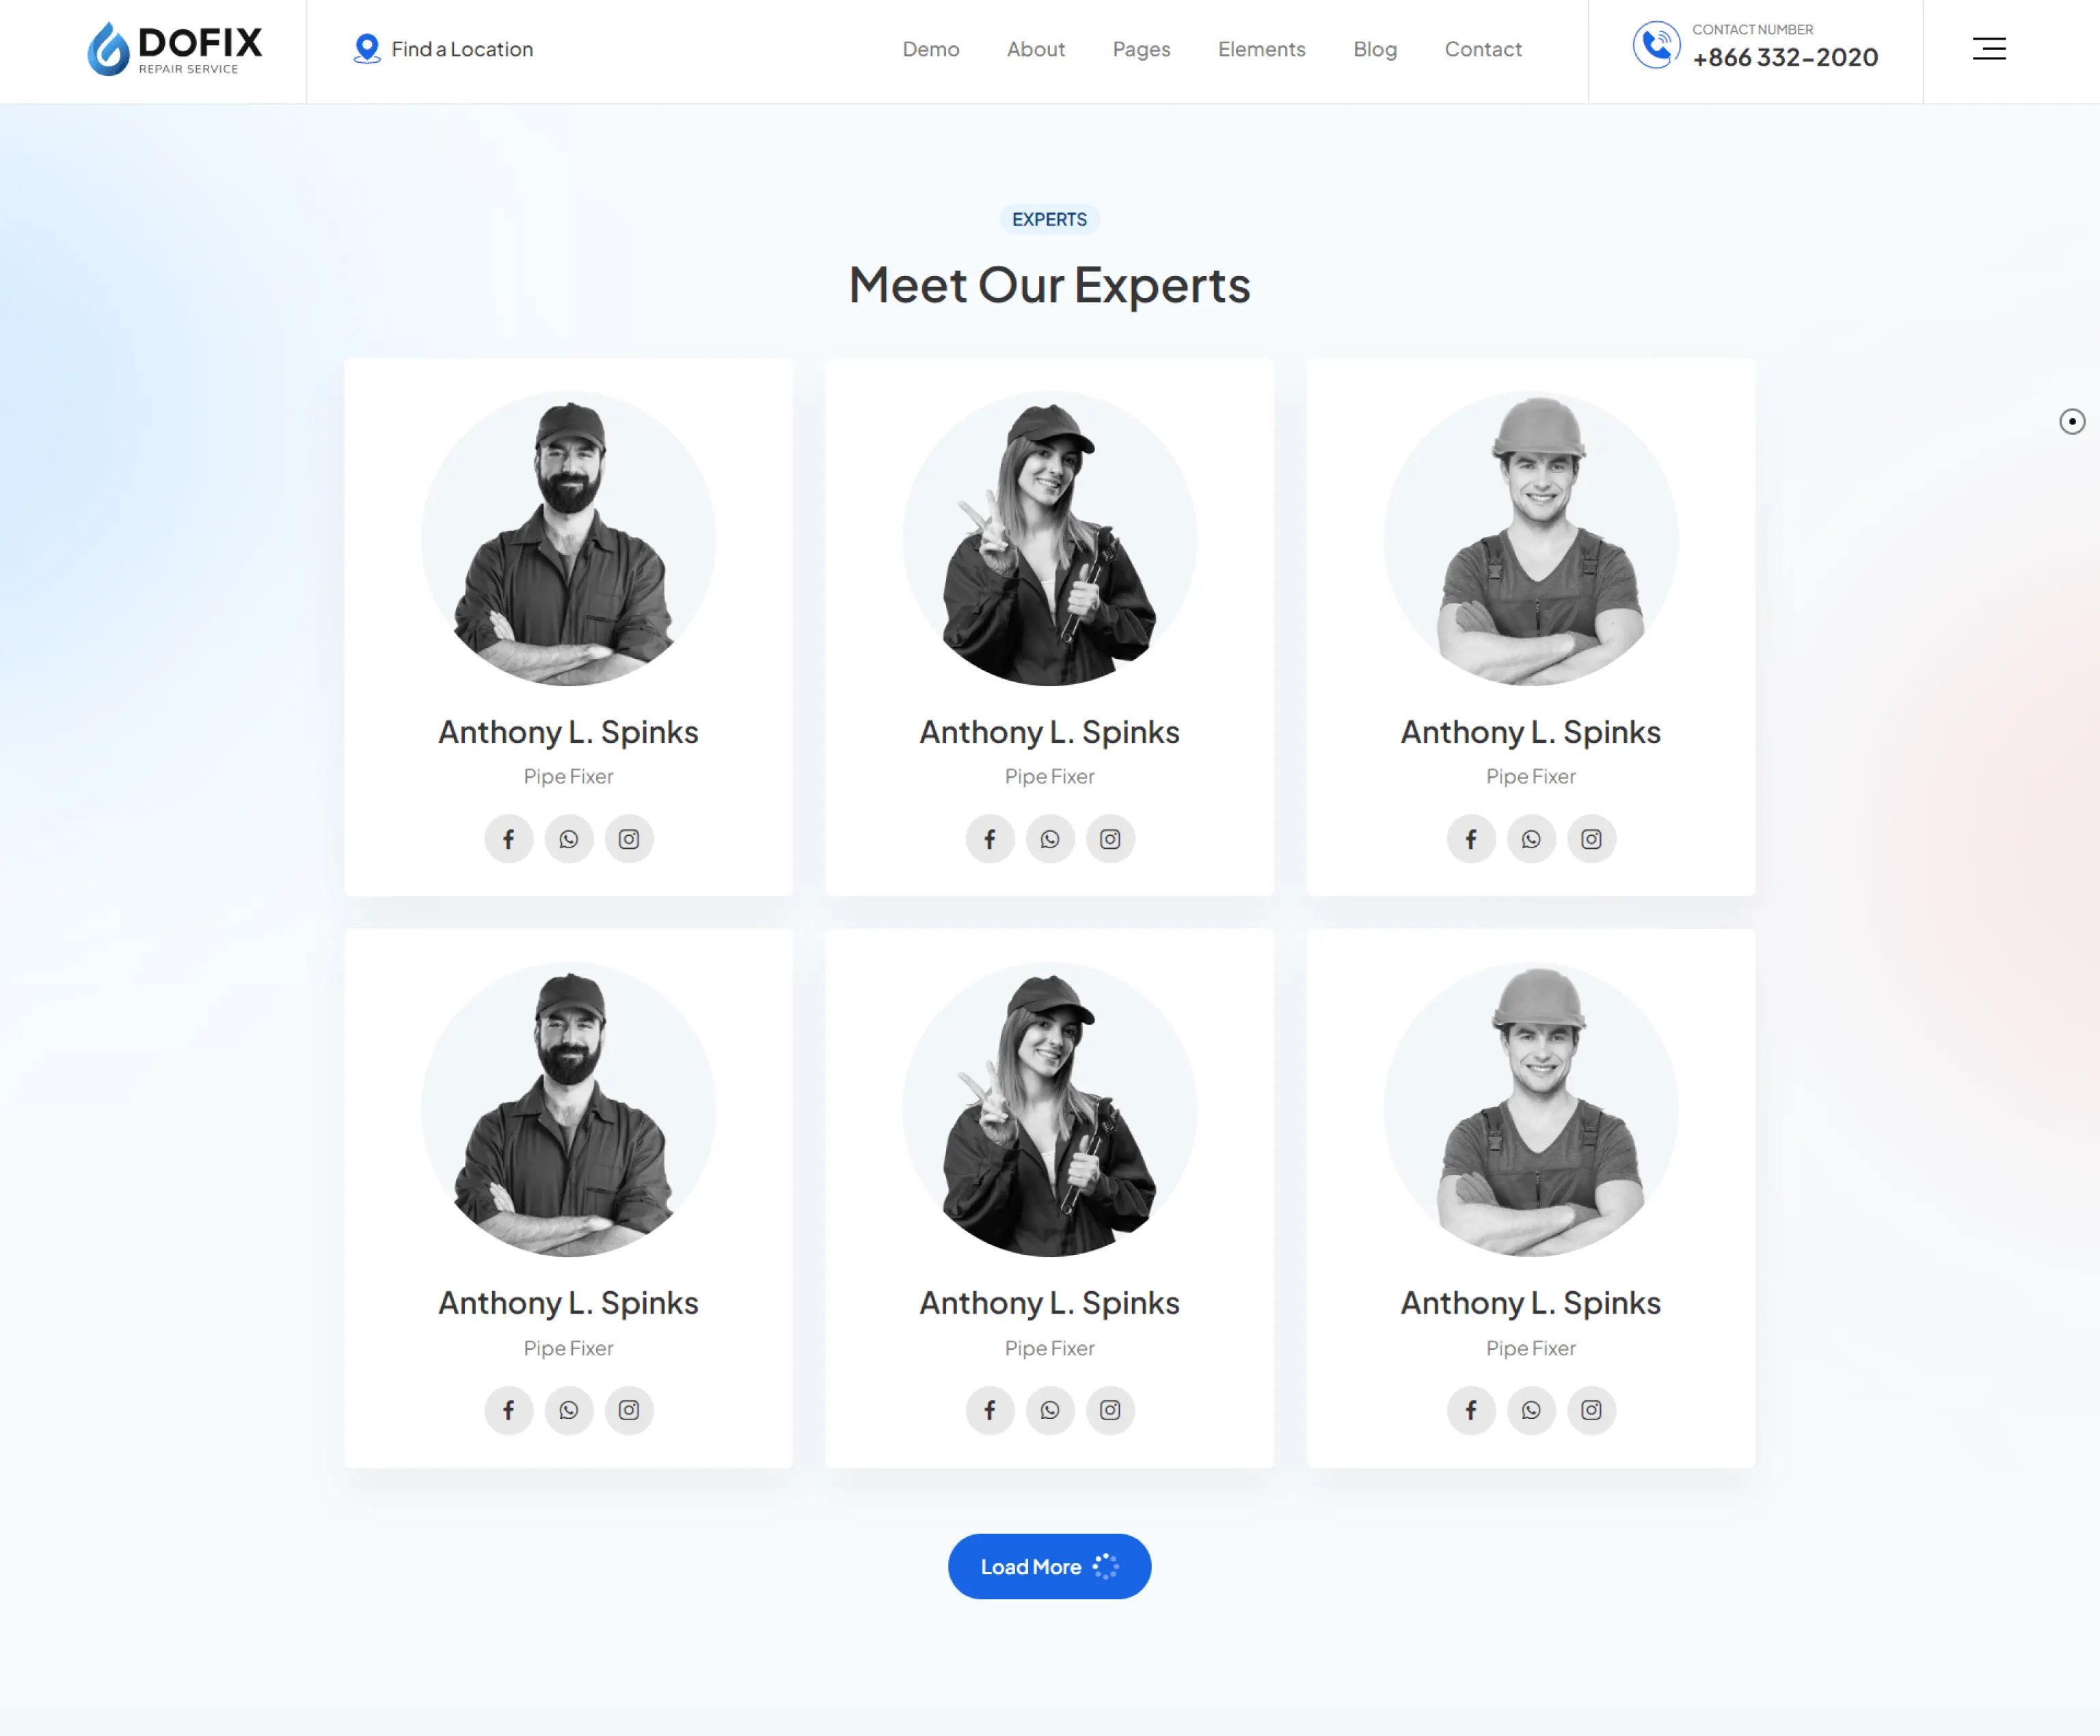 DOFIX
REPAIR SERVICE
Find a Location
Demo
About
Pages
Elements
Blog
Contact
CONTACT NUMBER
+866 332-2020
EXPERTS
Meet Our Experts
Anthony L. Spinks
Pipe Fixer
Anthony L. Spinks
Pipe Fixer
Anthony L. Spinks
Pipe Fixer
Anthony L. Spinks
Pipe Fixer
Anthony L. Spinks
Pipe Fixer
Anthony L. Spinks
Pipe Fixer
Load More